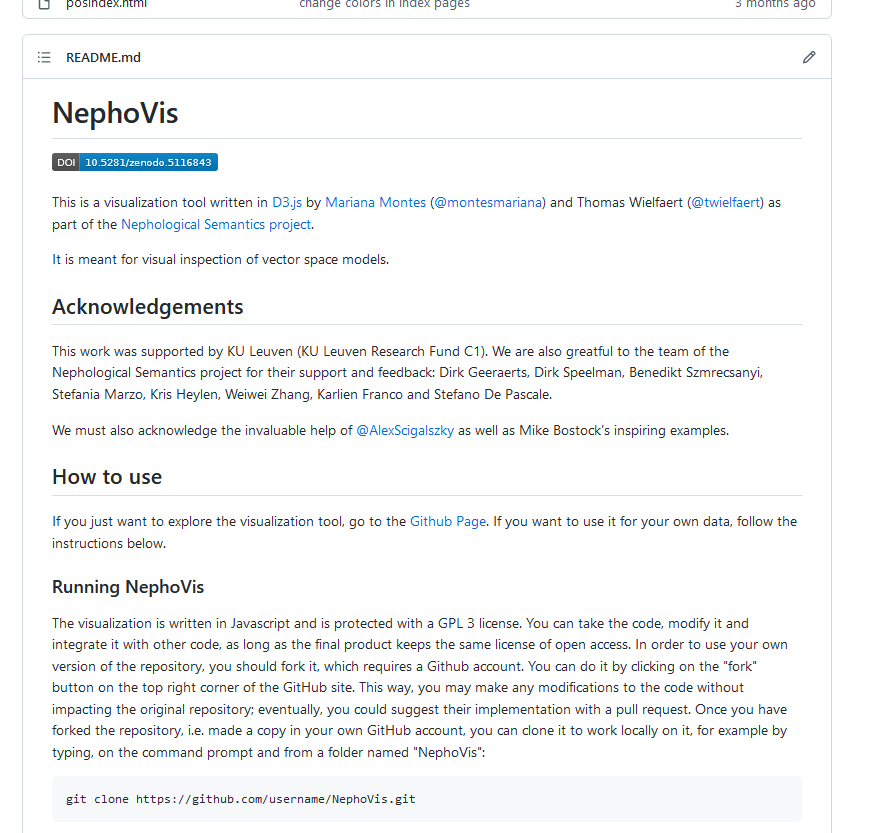 posindex.html change colors in index pages 3 months ago
README.md
NephoVis
DOI 10.5281/zenodo.5116843
This is a visualization tool written in D3.js by Mariana Montes (@montesmariana) and Thomas Wielfaert (@twielfaert) as
part of the Nephological Semantics project.
It is meant for visual inspection of vector space models.
Acknowledgements
This work was supported by KU Leuven (KU Leuven Research Fund C1). We are also greatful to the team of the
Nephological Semantics project for their support and feedback: Dirk Geeraerts, Dirk Speelman, Benedikt Szmrecsanyi,
Stefania Marzo, Kris Heylen, Weiwei Zhang, Karlien Franco and Stefano De Pascale.
We must also acknowledge the invaluable help of @AlexScigalszky as well as Mike Bostock's inspiring examples.
How to use
If you just want to explore the visualization tool, go to the Github Page. If you want to use it for your own data, follow the
instructions below.
Running NephoVis
The visualization is written in Javascript and is protected with a GPL 3 license. You can take the code, modify it and
integrate it with other code, as long as the final product keeps the same license of open access. In order to use your own
version of the repository, you should fork it, which requires a Github account. You can do it by clicking on the "fork"
button on the top right corner of the GitHub site. This way, you may make any modifications to the code without
impacting the original repository; eventually, you could suggest their implementation with a pull request. Once you have
forked the repository, i.e. made a copy in your own GitHub account, you can clone it to work locally on it, for example by
typing, on the command prompt and from a folder named "NephoVis":
git clone https://github.com/username/NephoVis.git